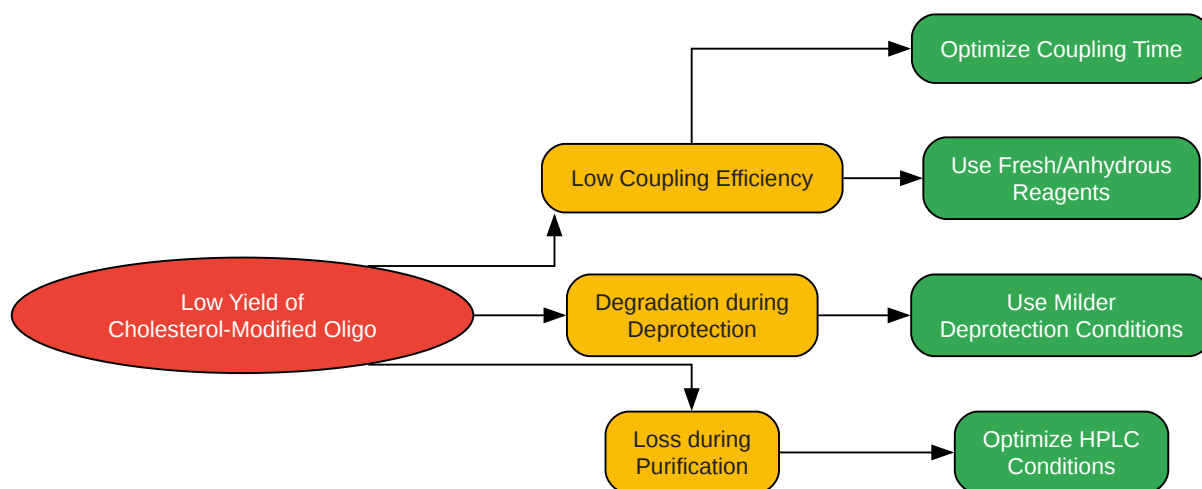 Optimize Coupling Time
Low Coupling Efficiency
Use Fresh/Anhydrous
Reagents
Low Yield of
Cholesterol-Modified Oligo
Degradation during
Deprotection
Use Milder
Deprotection Conditions
Loss during
Purification
Optimize HPLC
Conditions